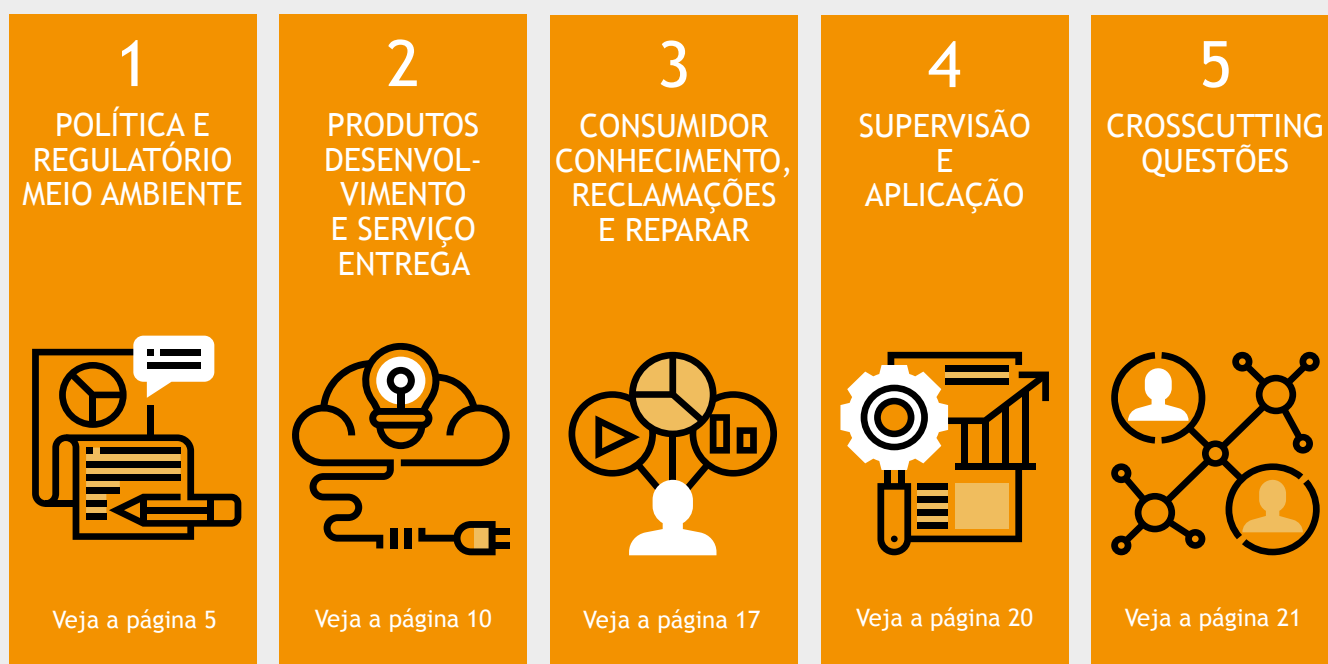 1
POLÍTICA E
REGULATÓRIO
MEIO AMBIENTE
Veja a página 5
2
PRODUTOS
DESENVOL-
VIMENTO
E SERVIÇO
ENTREGA
Veja a página 10
3
CONSUMIDOR
CONHECIMENTO,
RECLAMAÇÕES
E REPARAR
Veja a página 17
4
SUPERVISÃO
E
APLICAÇÃO
Veja a página 20
5
CROSSCUTTING
QUESTÕES
Veja a página 21